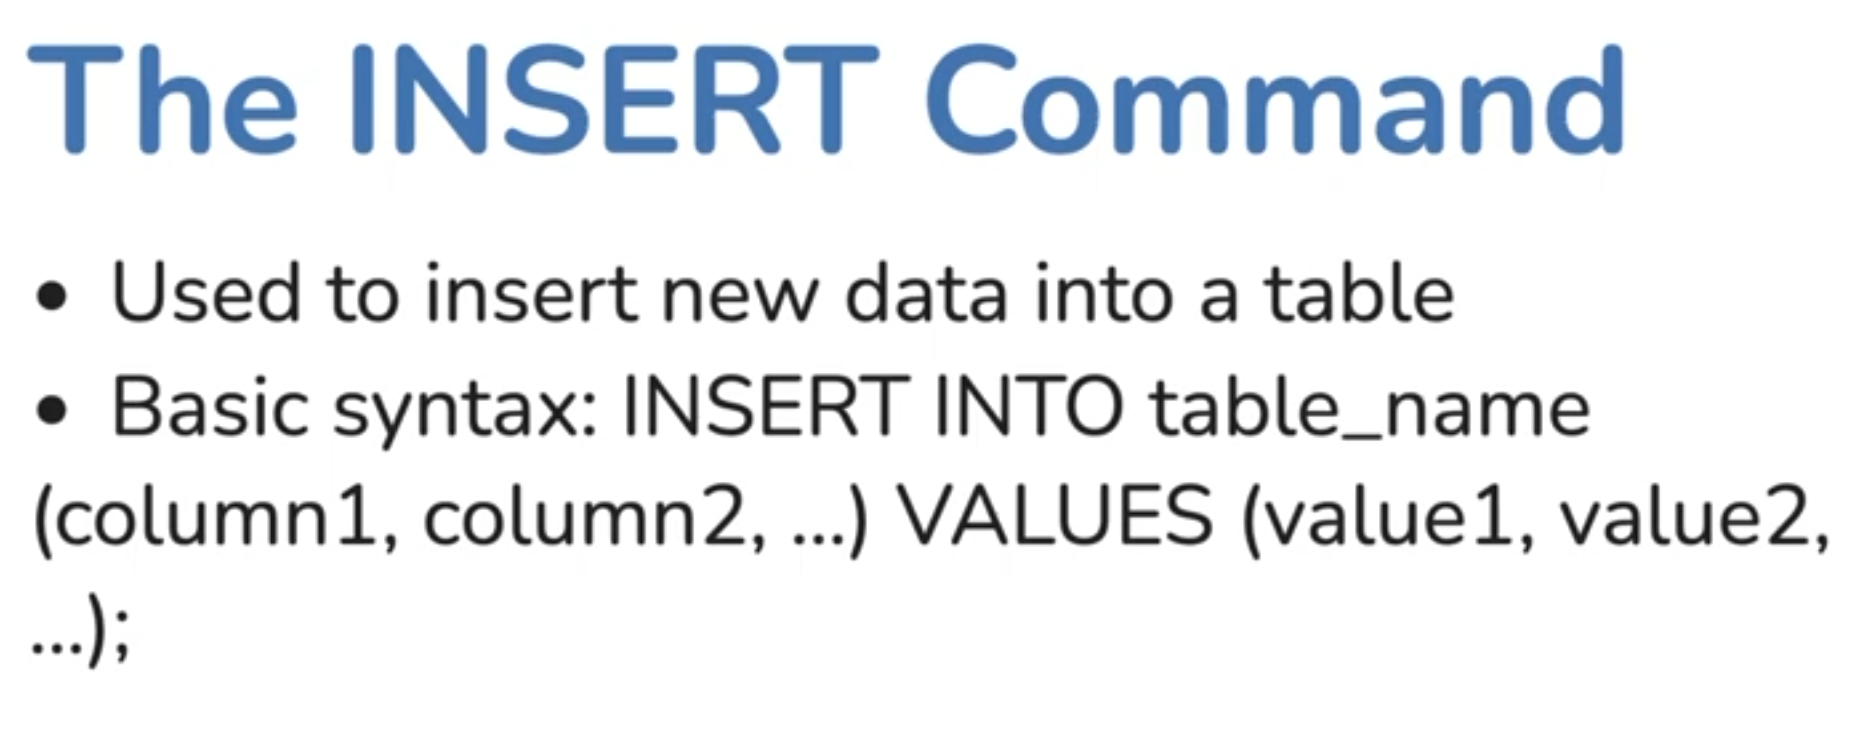 The INSERT Command
• Used to insert new data into a table
• Basic syntax: INSERT INTO table_name
(column1, column2, ...) VALUES (value1, value2,
...);